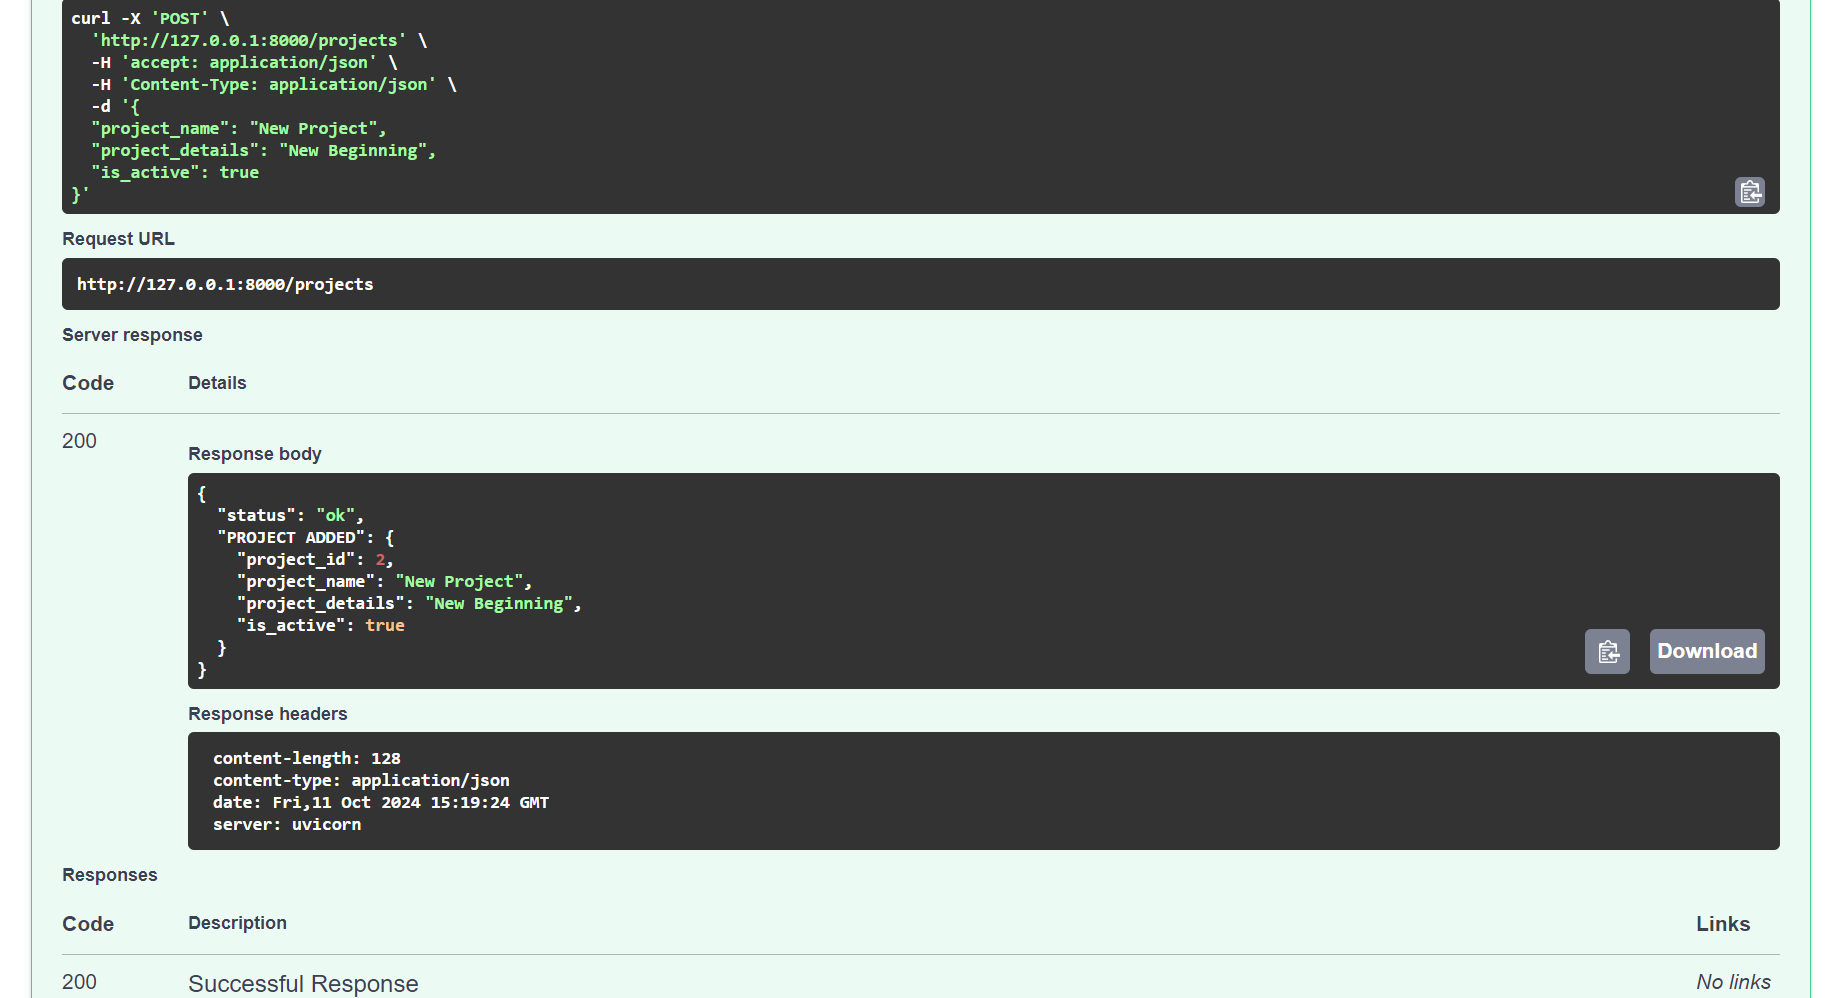 curl -X 'POST' \
  'http://127.0.0.1:8000/projects' \
  -H 'accept: application/json' \
  -H 'Content-Type: application/json' \
  -d '{
  "project_name": "New Project",
  "project_details": "New Beginning",
  "is_active": true
}'
Request URL
http://127.0.0.1:8000/projects
Server response
Code Details
200
Response body
{
  "status": "ok",
  "PROJECT ADDED": {
    "project_id": 2,
    "project_name": "New Project",
    "project_details": "New Beginning",
    "is_active": true
  }
}
Download
Response headers
content-length: 128
content-type: application/json
date: Fri,11 Oct 2024 15:19:24 GMT
server: uvicorn
Responses
Code Description Links
200 Successful Response No links